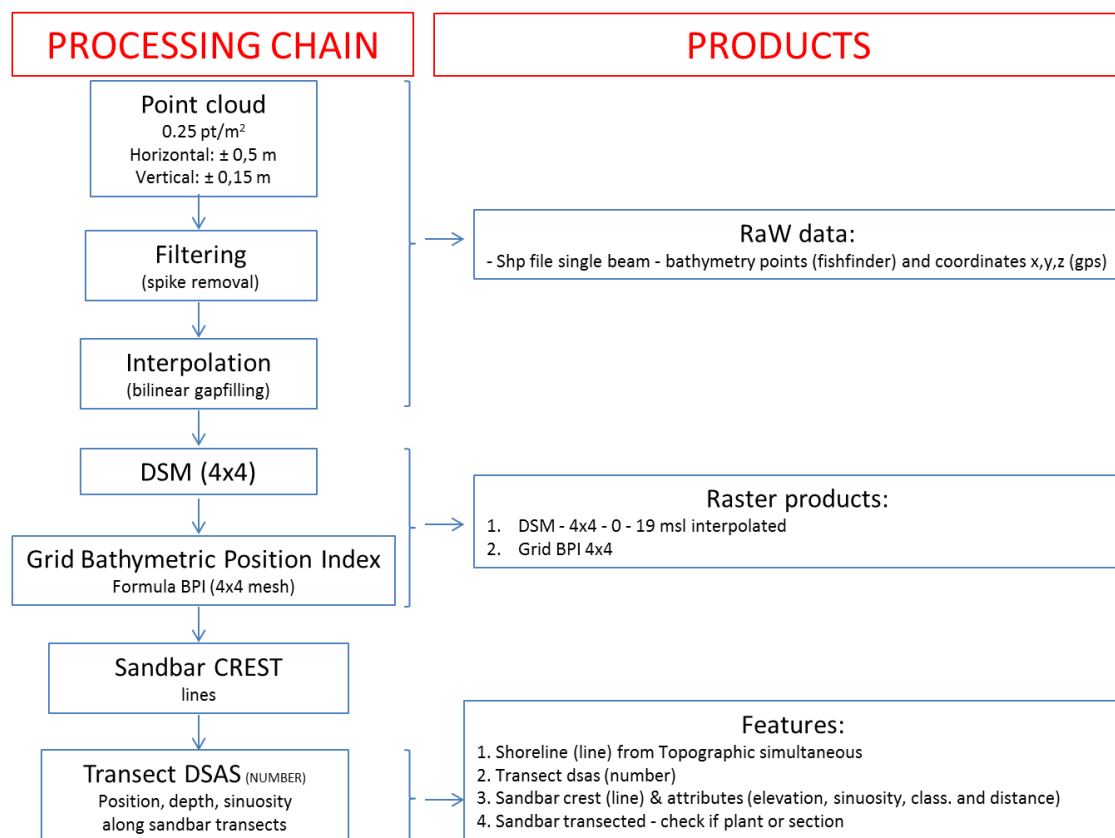 PROCESSING CHAIN
PRODUCTS
Point cloud
0.25 pt/m²
Horizontal: ± 0,5 m
Vertical: ± 0,15 m
Filtering
(spike removal)
Interpolation
(bilinear gapfilling)
RaW data:
- Shp file single beam - bathymetry points (fishfinder) and coordinates x,y,z (gps)
DSM (4x4)
Grid Bathymetric Position Index
Formula BPI (4x4 mesh)
Raster products:
1. DSM - 4x4 - 0 - 19 msl interpolated
2. Grid BPI 4x4
Sandbar CREST
lines
Transect DSAS (NUMBER)
Position, depth, sinuosity
along sandbar transects
Features:
1. Shoreline (line) from Topographic simultaneous
2. Transect dsas (number)
3. Sandbar crest (line) & attributes (elevation, sinuosity, class. and distance)
4. Sandbar transected - check if plant or section